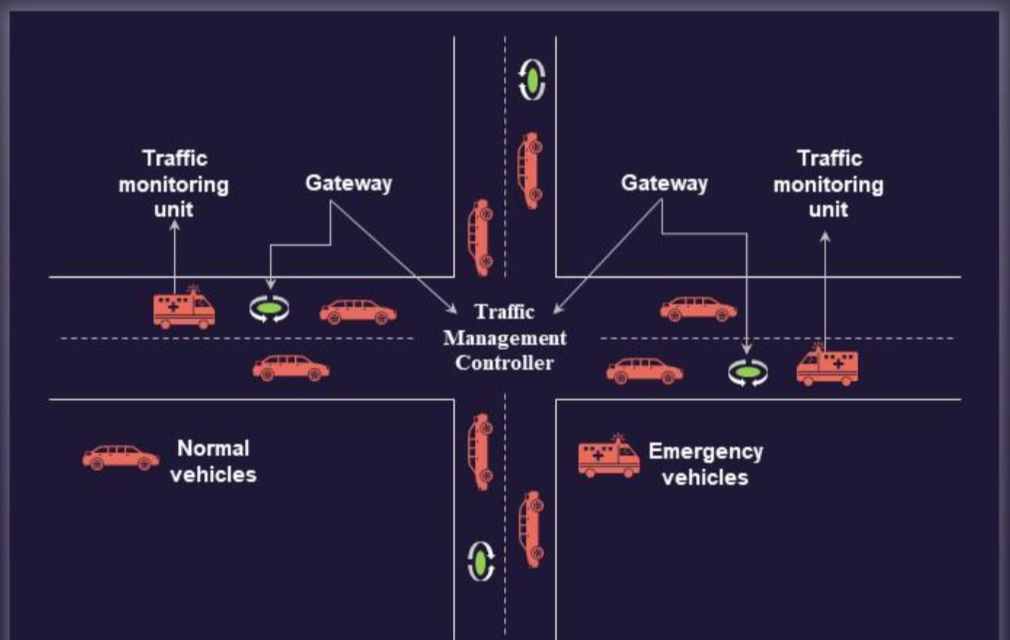 Traffic
monitoring
unit
Gateway
Gateway
Traffic
monitoring
unit
Traffic
Management
Controller
Normal
vehicles
Emergency
vehicles